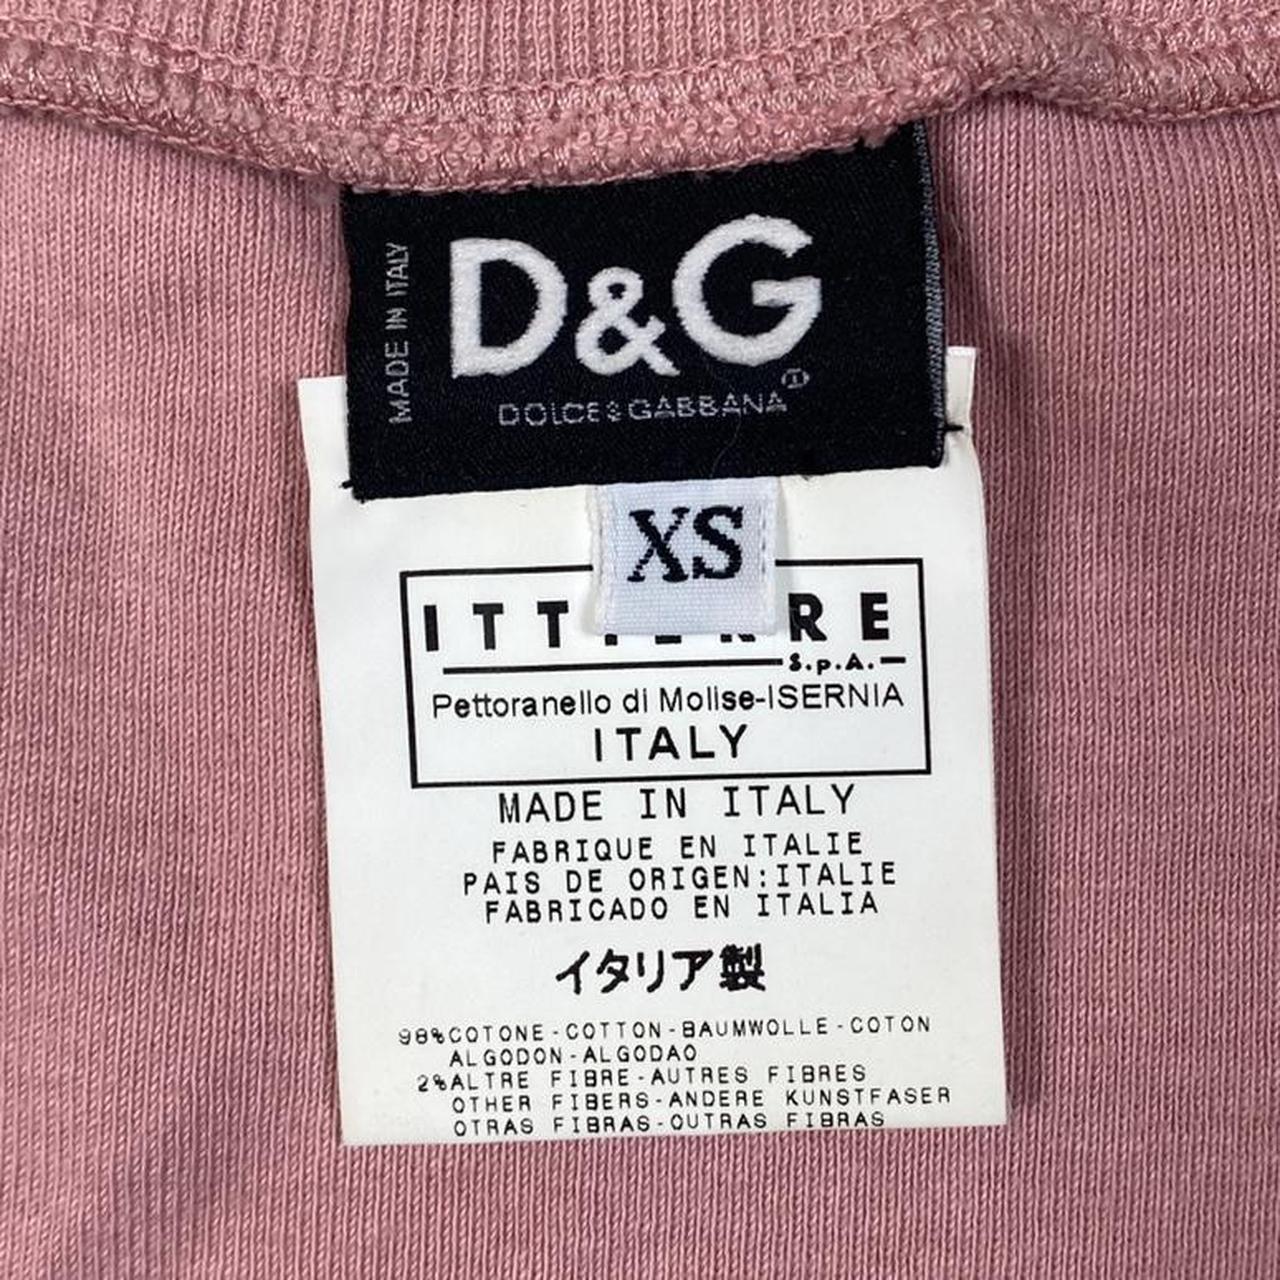 MADE IN ITALY
D&G
DOLCE&GABBANA
XS
ITTIERRE
S.p.A.
Pettoranello di Molise-ISERNIA
ITALY
MADE IN ITALY
FABRIQUE EN ITALIE
PAIS DE ORIGEN:ITALIE
FABRICADO EN ITALIA
イタリア製
98%COTONE-COTTON-BAUMWOLLE-COTON
ALGODON-ALGODAO
2%ALTRE FIBRE-AUTRES FIBRES
OTHER FIBERS-ANDERE KUNSTFASER
OTRAS FIBRAS-OUTRAS FIBRAS